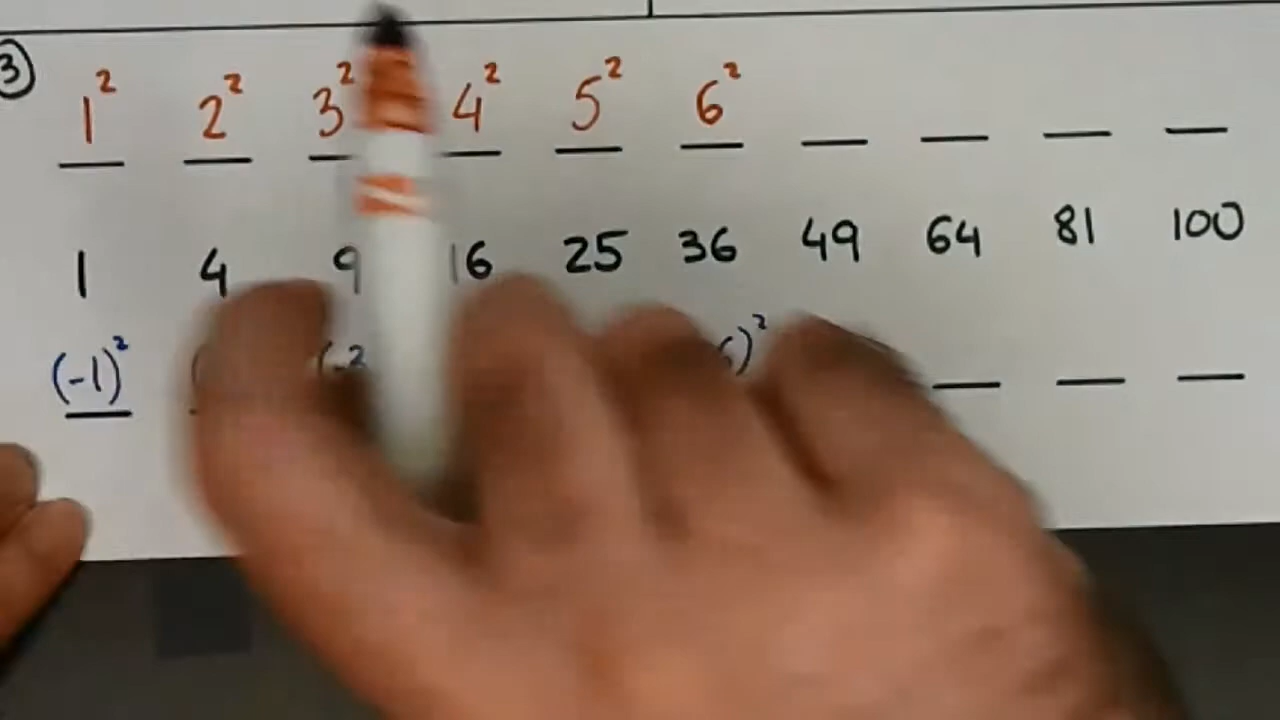 ③ 1² 2² 3² 4² 5² 6²
1 4 9 16 25 36 49 64 81 100
(-1)²